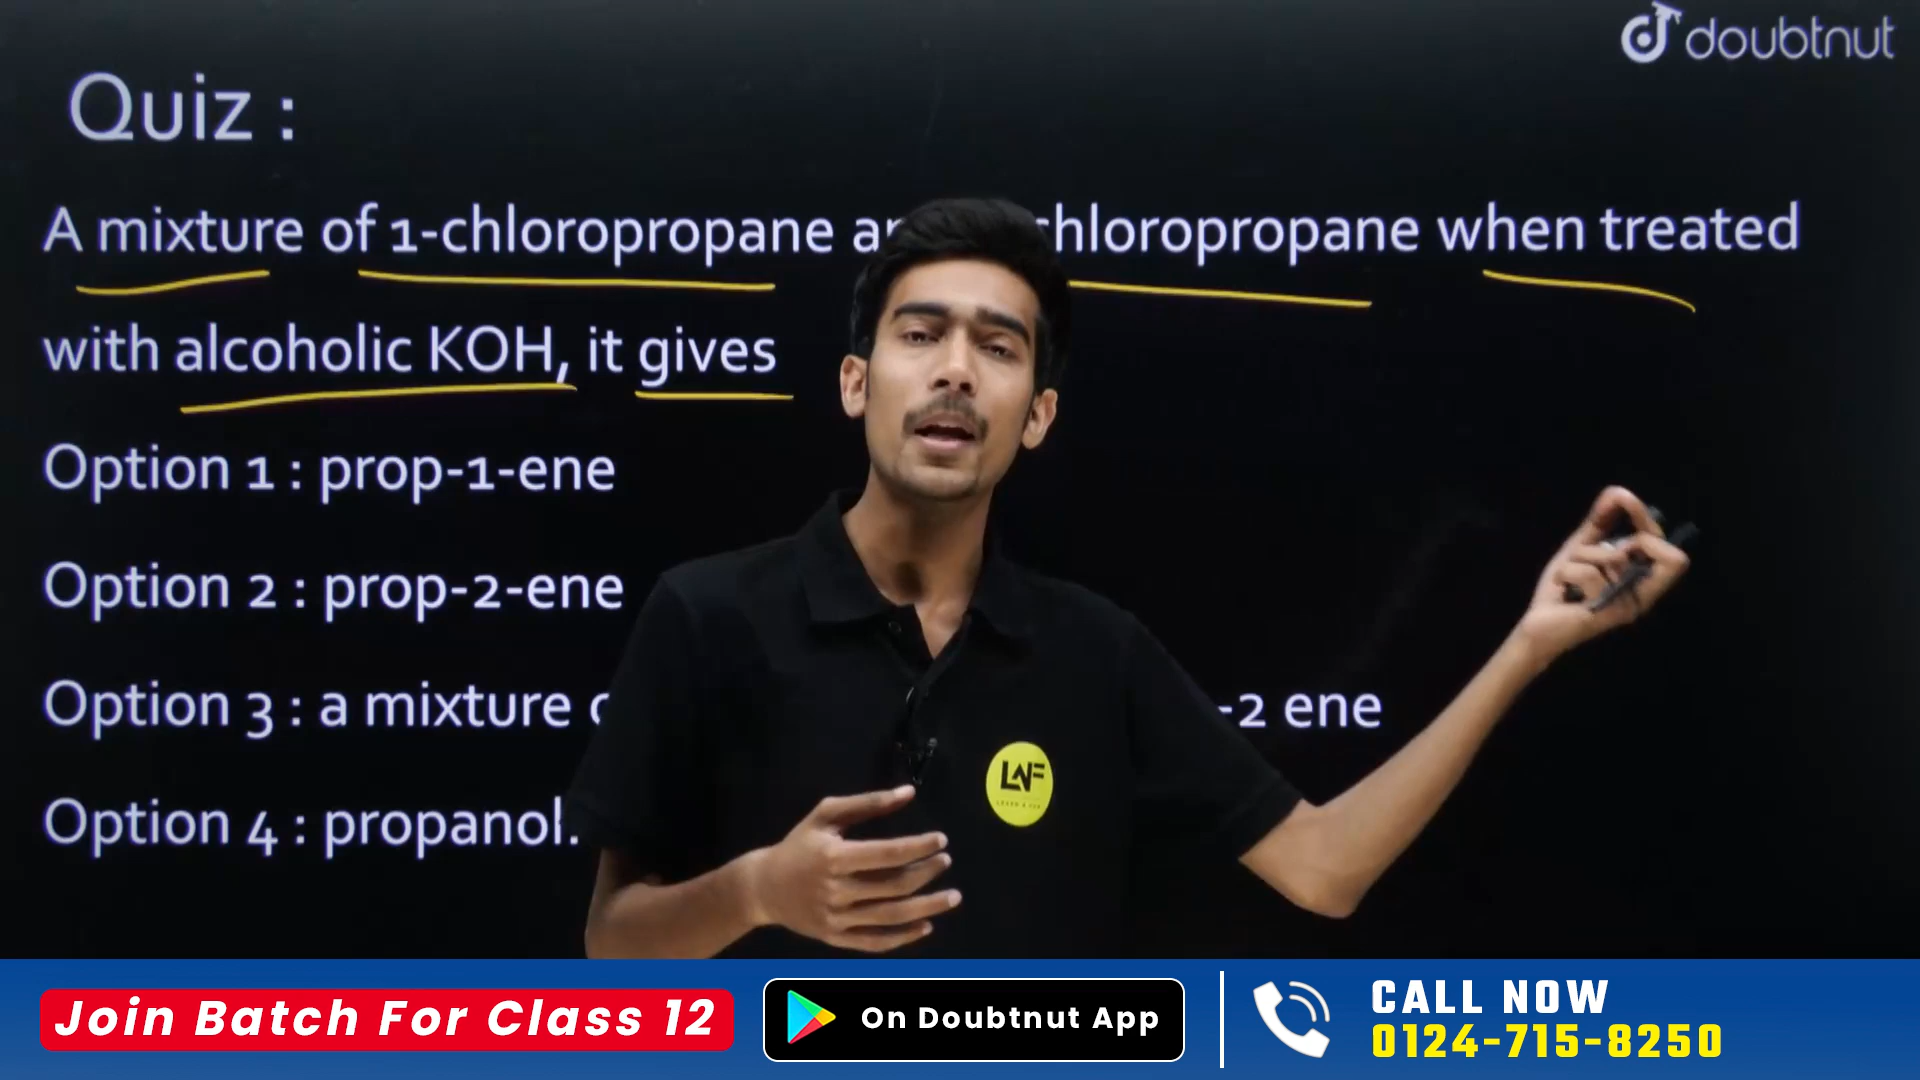 doubtnut
Quiz :
A mixture of 1-chloropropane chloropropane when treated
with alcoholic KOH, it gives
Option 1 : prop-1-ene
Option 2 : prop-2-ene
Option 3 : a mixture -2 ene
Option 4 : propanol.
LNF
Join Batch For Class 12
On Doubtnut App
CALL NOW
0124-715-8250